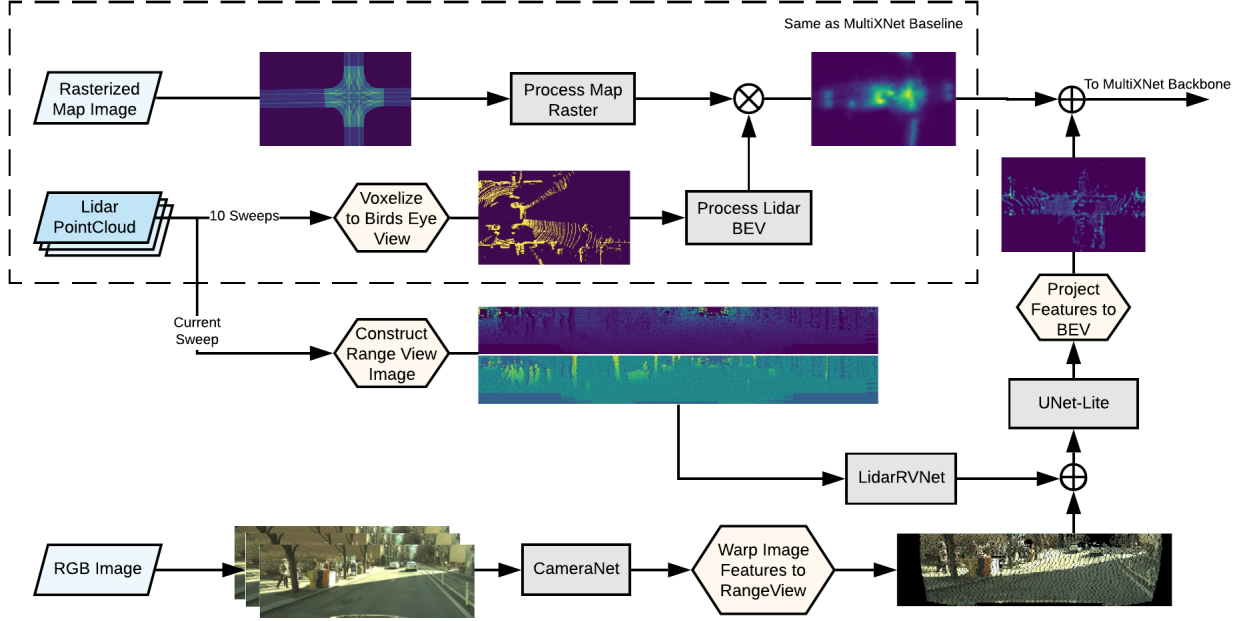 Same as MultiXNet Baseline
Rasterized
Map Image
Process Map
Raster
To MultiXNet Backbone
Lidar
PointCloud
10 Sweeps
Voxelize
to Birds Eye
View
Process Lidar
BEV
Current
Sweep
Construct
Range View
Image
Project
Features to
BEV
UNet-Lite
LidarRVNet
RGB Image
CameraNet
Warp Image
Features to
RangeView